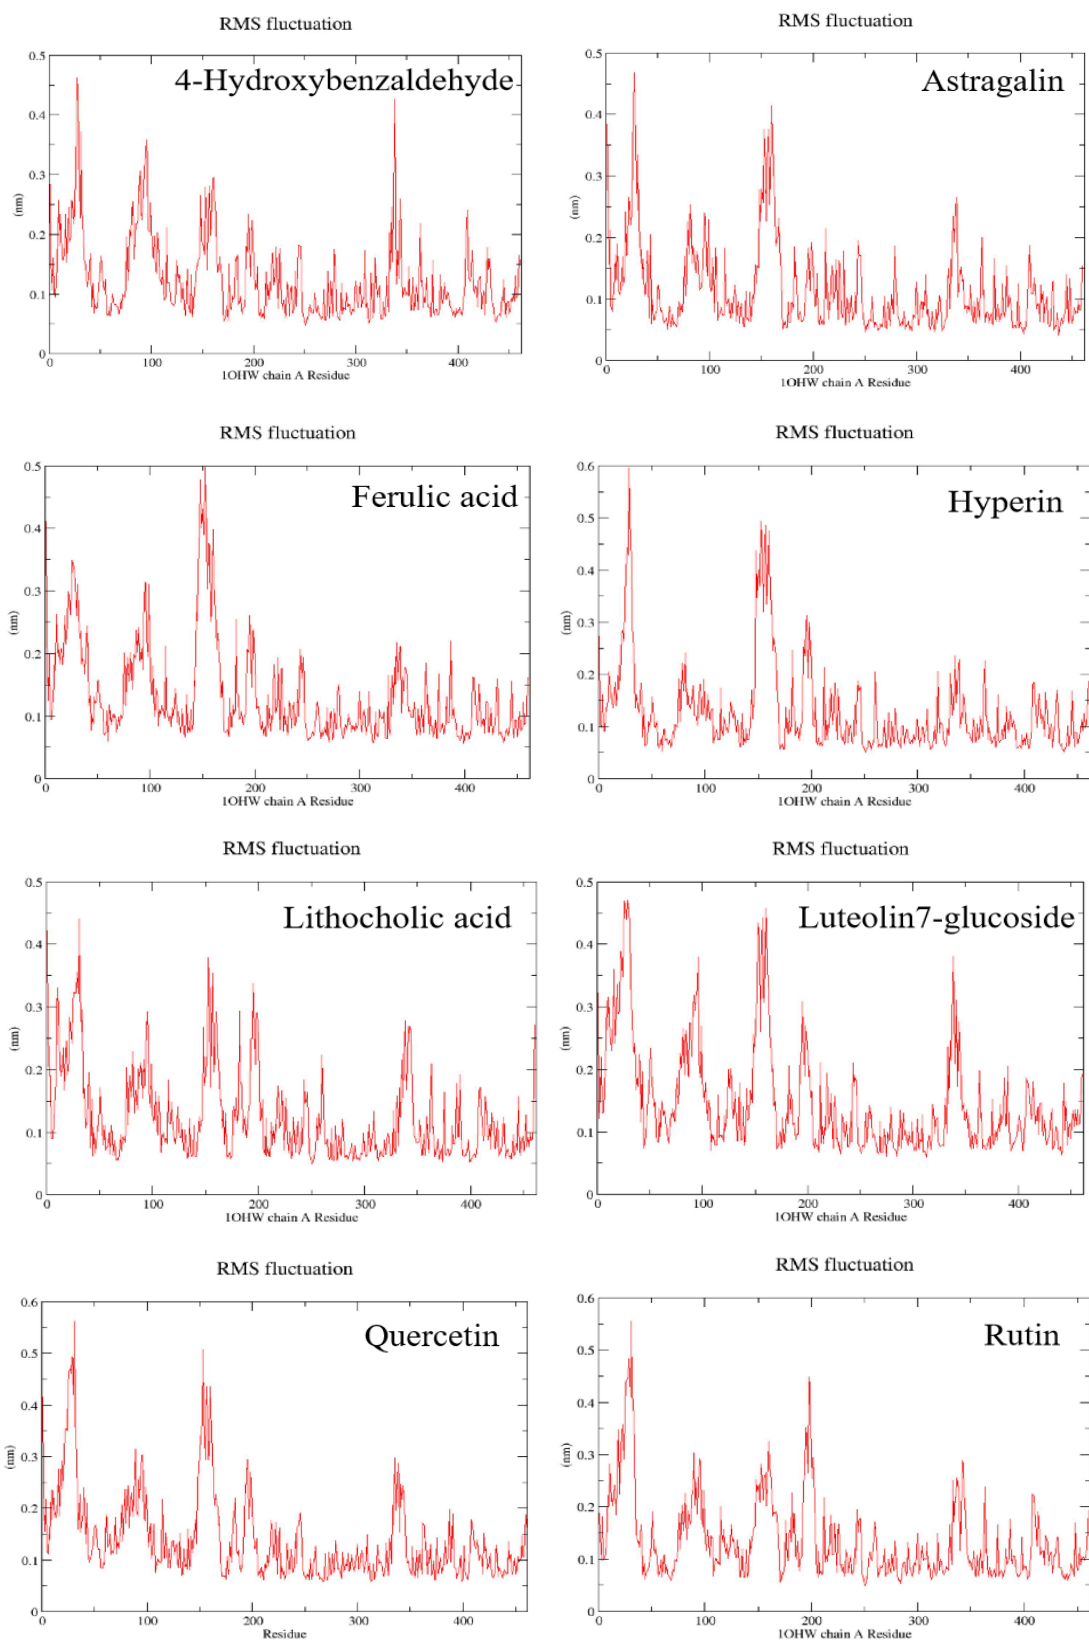 RMS fluctuation
4-Hydroxybenzaldehyde
0.5
0.4
0.3
0.2
0.1
0
(nm)
0 100 200 300 400
1OHW chain A Residue
RMS fluctuation
Astragalin
0.5
0.4
0.3
0.2
0.1
0
(nm)
0 100 200 300 400
1OHW chain A Residue
RMS fluctuation
Ferulic acid
0.5
0.4
0.3
0.2
0.1
0
(nm)
0 100 200 300 400
1OHW chain A Residue
RMS fluctuation
Hyperin
0.6
0.5
0.4
0.3
0.2
0.1
0
(nm)
0 100 200 300 400
1OHW chain A Residue
RMS fluctuation
Lithocholic acid
0.5
0.4
0.3
0.2
0.1
0
(nm)
0 100 200 300 400
1OHW chain A Residue
RMS fluctuation
Luteolin7-glucoside
0.5
0.4
0.3
0.2
0.1
0
(nm)
0 100 200 300 400
1OHW chain A Residue
RMS fluctuation
Quercetin
0.6
0.5
0.4
0.3
0.2
0.1
0
(nm)
0 100 200 300 400
Residue
RMS fluctuation
Rutin
0.6
0.5
0.4
0.3
0.2
0.1
0
(nm)
0 100 200 300 400
1OHW chain A Residue